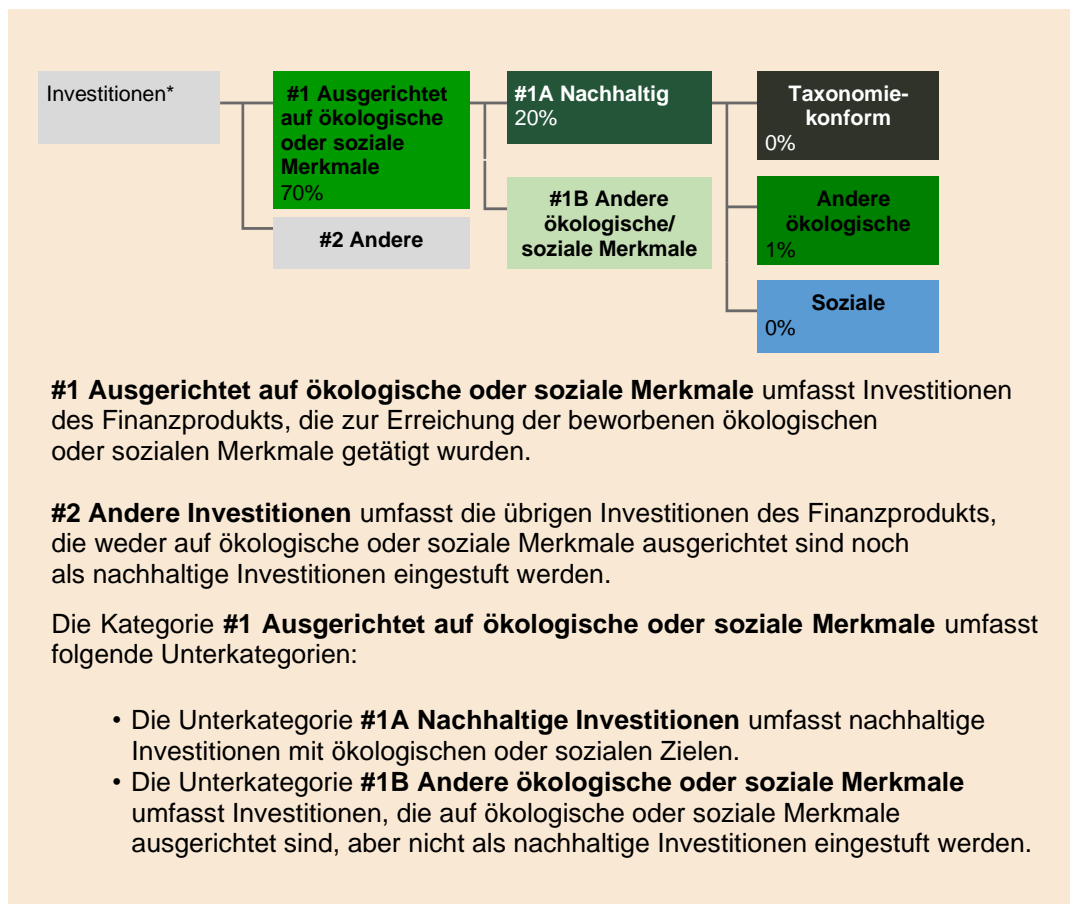 Investitionen*
#1 Ausgerichtet
auf ökologische
oder soziale
Merkmale
70%
#2 Andere
#1A Nachhaltig
20%
#1B Andere
ökologische/
soziale Merkmale
Taxonomie-
konform
0%
Andere
ökologische
1%
Soziale
0%
#1 Ausgerichtet auf ökologische oder soziale Merkmale umfasst Investitionen
des Finanzprodukts, die zur Erreichung der beworbenen ökologischen
oder sozialen Merkmale getätigt wurden.
#2 Andere Investitionen umfasst die übrigen Investitionen des Finanzprodukts,
die weder auf ökologische oder soziale Merkmale ausgerichtet sind noch
als nachhaltige Investitionen eingestuft werden.
Die Kategorie #1 Ausgerichtet auf ökologische oder soziale Merkmale umfasst
folgende Unterkategorien:
• Die Unterkategorie #1A Nachhaltige Investitionen umfasst nachhaltige
Investitionen mit ökologischen oder sozialen Zielen.
• Die Unterkategorie #1B Andere ökologische oder soziale Merkmale
umfasst Investitionen, die auf ökologische oder soziale Merkmale
ausgerichtet sind, aber nicht als nachhaltige Investitionen eingestuft werden.